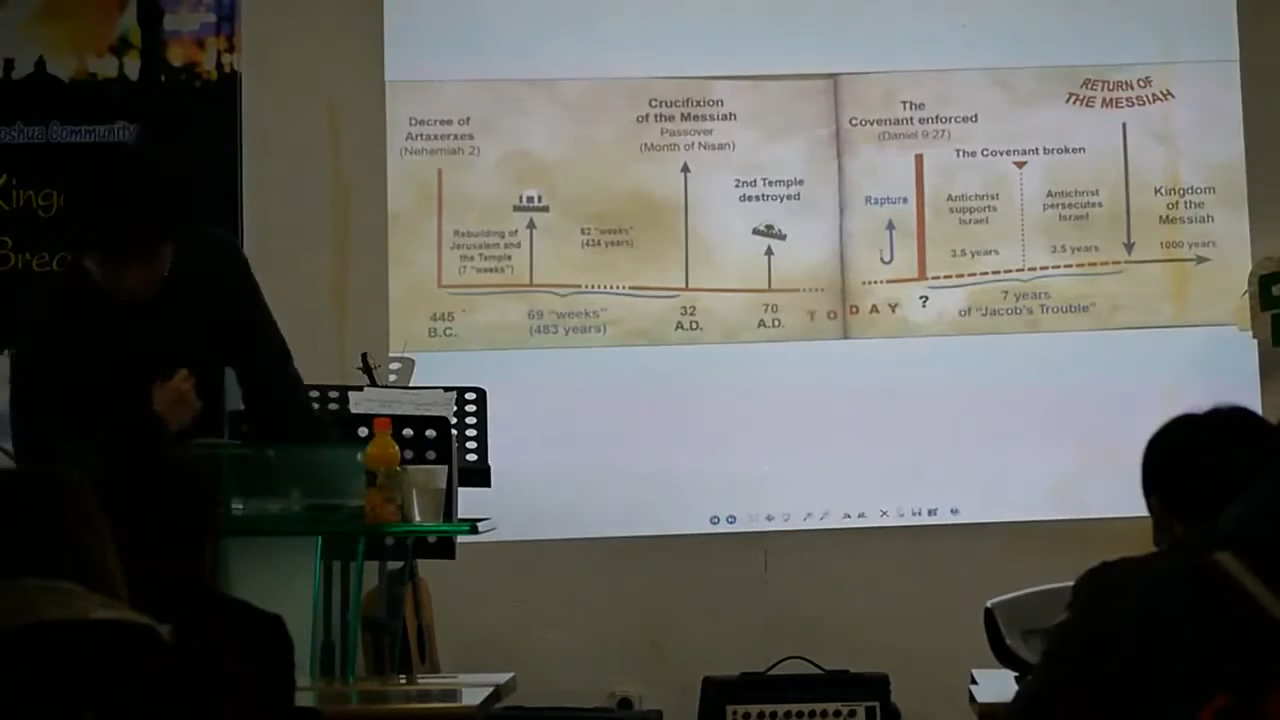 oshua Community
King
Brea
Decree of
Artaxerxes
(Nehemiah 2)
Rebuilding of
Jerusalem and
the Temple
(7 "weeks")
62 "weeks"
(434 years)
Crucifixion
of the Messiah
Passover
(Month of Nisan)
2nd Temple
destroyed
445
B.C.
69 "weeks"
(483 years)
32
A.D.
70
A.D.
TODAY
The
Covenant enforced
(Daniel 9:27)
The Covenant broken
Rapture
Antichrist
supports
Israel
3.5 years
Antichrist
persecutes
Israel
3.5 years
RETURN OF
THE MESSIAH
Kingdom
of the
Messiah
1000 years
?
7 years
of "Jacob's Trouble"